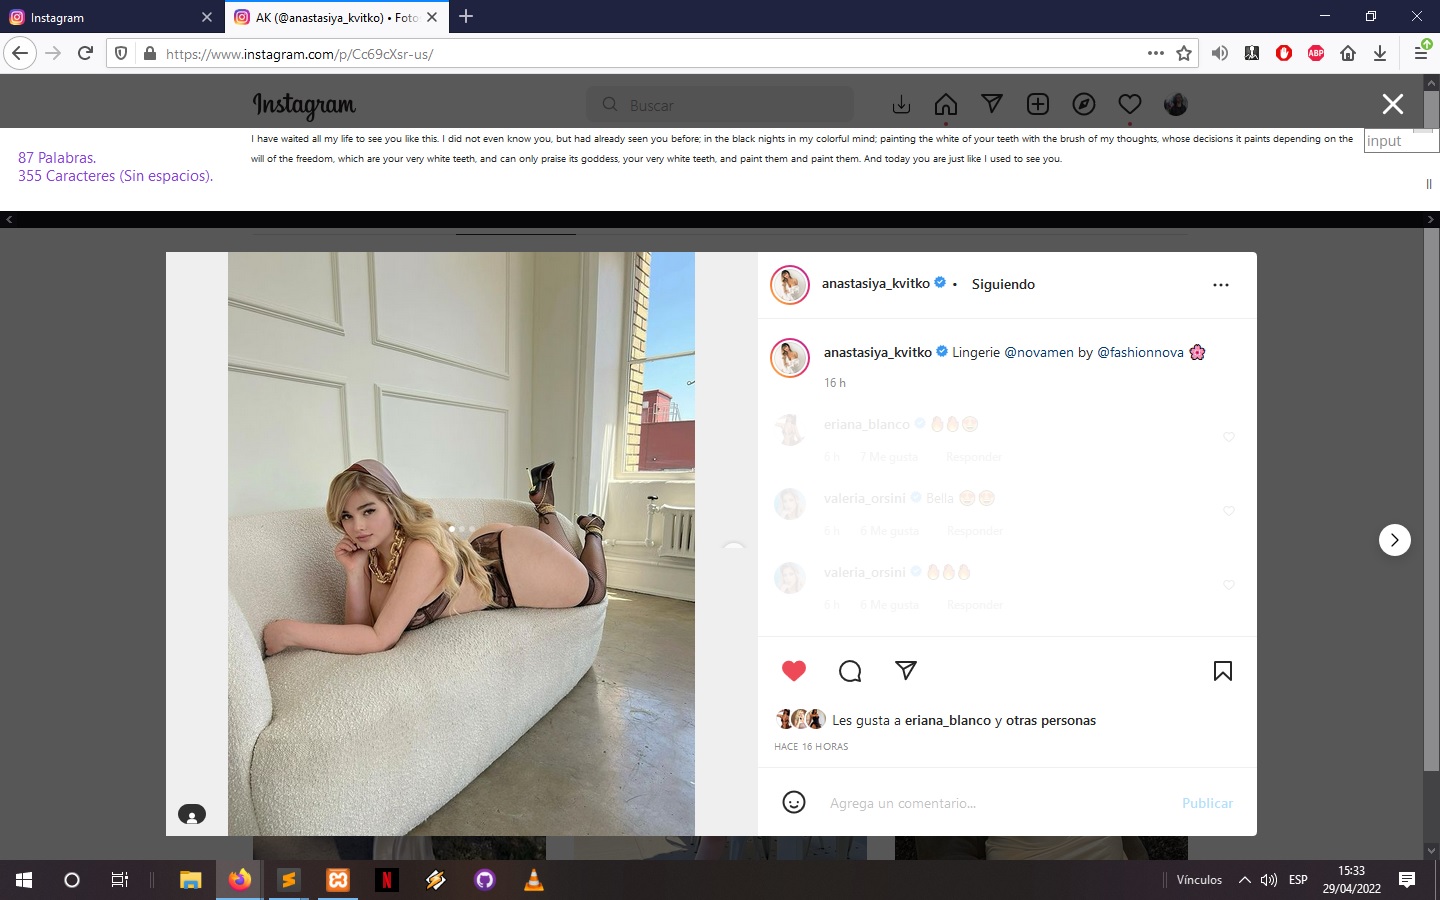 Instagram
AK (@anastasiya_kvitko) • Foto
https://www.instagram.com/p/Cc69cXsr-us/
ABP
Instagram
Buscar
87 Palabras.
355 Caracteres (Sin espacios).
I have waited all my life to see you like this. I did not even know you, but had already seen you before; in the black nights in my colorful mind; painting the white of your teeth with the brush of my thoughts, whose decisions it paints depending on the
will of the freedom, which are your very white teeth, and can only praise its goddess, your very white teeth, and paint them and paint them. And today you are just like I used to see you.
input
anastasiya_kvitko • Siguiendo
anastasiya_kvitko Lingerie @novamen by @fashionnova 🌸
16 h
eriana_blanco 🔥🔥😍
6 h 7 Me gusta Responder
valeria_orsini Bella 😍😍
6 h 6 Me gusta Responder
valeria_orsini 🔥🔥🔥
6 h 6 Me gusta Responder
Les gusta a eriana_blanco y otras personas
HACE 16 HORAS
Agrega un comentario...
Publicar
Vínculos
ESP
15:33
29/04/2022